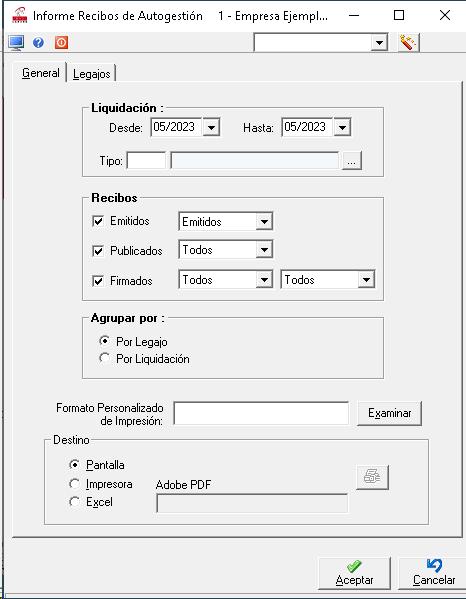 Informe Recibos de Autogestión 1 - Empresa Ejempl...
General Legajos
Liquidación :
Desde: 05/2023 Hasta: 05/2023
Tipo: ...
Recibos
Emitidos Emitidos
Publicados Todos
Firmados Todos Todos
Agrupar por :
Por Legajo
Por Liquidación
Formato Personalizado
de Impresión: Examinar
Destino
Pantalla
Impresora Adobe PDF
Excel
Aceptar Cancelar